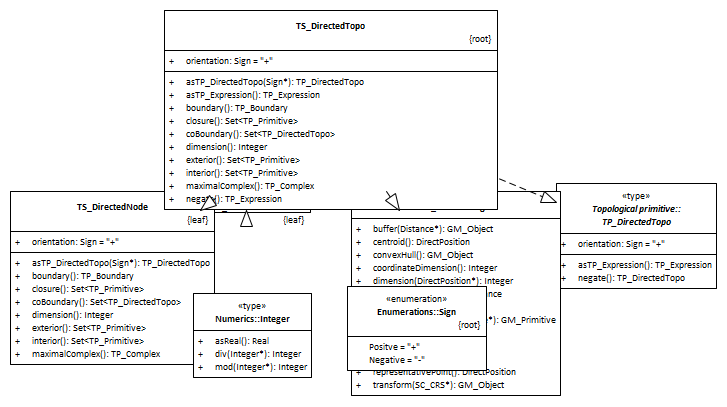 TS_DirectedTopo
{root}
+ orientation: Sign = "+"
+ asTP_DirectedTopo(Sign*): TP_DirectedTopo
+ asTP_Expression(): TP_Expression
+ boundary(): TP_Boundary
+ closure(): Set<TP_Primitive>
+ coBoundary(): Set<TP_DirectedTopo>
+ dimension(): Integer
+ exterior(): Set<TP_Primitive>
+ interior(): Set<TP_Primitive>
+ maximalComplex(): TP_Complex
+ negate(): TP_Expression
TS_DirectedNode
{leaf}
+ orientation: Sign = "+"
+ asTP_DirectedTopo(Sign*): TP_DirectedTopo
+ boundary(): TP_Boundary
+ closure(): Set<TP_Primitive>
+ coBoundary(): Set<TP_DirectedTopo>
+ dimension(): Integer
+ exterior(): Set<TP_Primitive>
+ interior(): Set<TP_Primitive>
+ maximalComplex(): TP_Complex
{leaf}
«type»
Numerics::Integer
+ asReal(): Real
+ div(Integer*): Integer
+ mod(Integer*): Integer
+ buffer(Distance*): GM_Object
+ centroid(): DirectPosition
+ convexHull(): GM_Object
+ coordinateDimension(): Integer
+ dimension(DirectPosition*): Integer
GM_Primitive
+ representativePoint(): DirectPosition
+ transform(SC_CRS*): GM_Object
«enumeration»
Enumerations::Sign
{root}
Positve = "+"
Negative = "-"
«type»
Topological primitive::
TP_DirectedTopo
+ orientation: Sign = "+"
+ asTP_Expression(): TP_Expression
+ negate(): TP_DirectedTopo